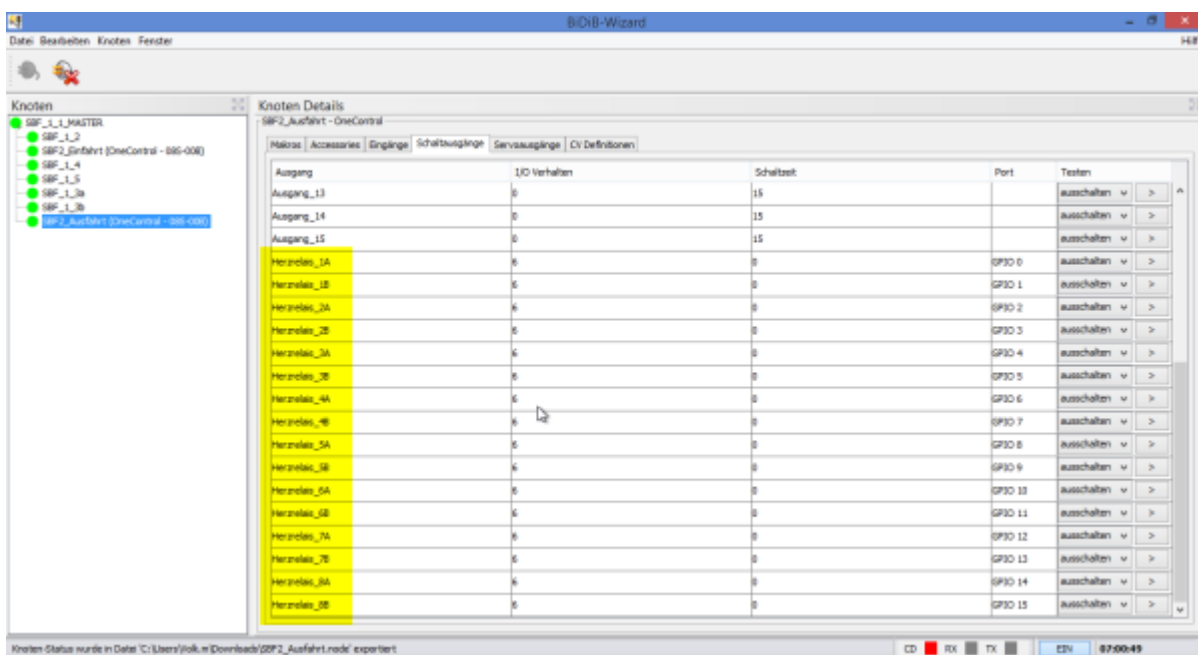 BiDiB-Wizard
Datei Bearbeiten Knoten Fenster Hilf
Knoten
SBF_1_1_MASTER
SBF_1_2
SBF2_Einfahrt (OneControl - I85-00B)
SBF_1_4
SBF_1_5
SBF_1_3a
SBF_1_3b
SBF2_Ausfahrt (OneControl - I85-00B)
Knoten Details
SBF2_Ausfahrt - OneControl
Makros Accessories Eingänge Schaltausgänge Servoausgänge CV Definitionen
Ausgang I/O Verhalten Schaltzeit Port Testen
Ausgang_13 0 15 ausschalten >
Ausgang_14 0 15 ausschalten >
Ausgang_15 0 15 ausschalten >
Herzrelais_1A 6 0 GPIO 0 ausschalten >
Herzrelais_1B 6 0 GPIO 1 ausschalten >
Herzrelais_2A 6 0 GPIO 2 ausschalten >
Herzrelais_2B 6 0 GPIO 3 ausschalten >
Herzrelais_3A 6 0 GPIO 4 ausschalten >
Herzrelais_3B 6 0 GPIO 5 ausschalten >
Herzrelais_4A 6 0 GPIO 6 ausschalten >
Herzrelais_4B 6 0 GPIO 7 ausschalten >
Herzrelais_5A 6 0 GPIO 8 ausschalten >
Herzrelais_5B 6 0 GPIO 9 ausschalten >
Herzrelais_6A 6 0 GPIO 10 ausschalten >
Herzrelais_6B 6 0 GPIO 11 ausschalten >
Herzrelais_7A 6 0 GPIO 12 ausschalten >
Herzrelais_7B 6 0 GPIO 13 ausschalten >
Herzrelais_8A 6 0 GPIO 14 ausschalten >
Herzrelais_8B 6 0 GPIO 15 ausschalten >
Knoten-Status wurde in Datei 'C:\Users\Volk.m\Downloads\SBF2_Ausfahrt.node' exportiert CD RX TX EIN 07:00:49